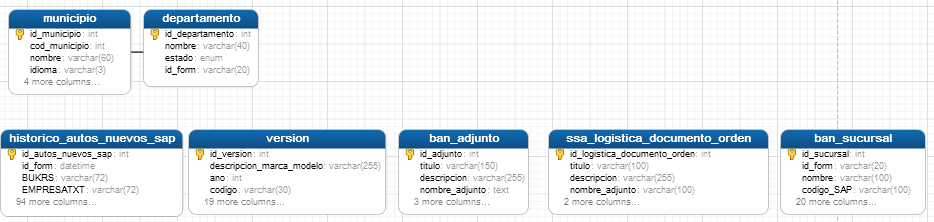 municipio
id_municipio: int
cod_municipio: int
nombre: varchar(60)
idioma: varchar(3)
4 more columns...
departamento
id_departamento: int
nombre: varchar(40)
estado: enum
id_form: varchar(20)
historico_autos_nuevos_sap
id_autos_nuevos_sap: int
id_form: datetime
BUKRS: varchar(72)
EMPRESATXT: varchar(72)
94 more columns...
version
id_version: int
descripcion_marca_modelo: varchar(255)
ano: int
codigo: varchar(30)
19 more columns...
ban_adjunto
id_adjunto: int
titulo: varchar(150)
descripcion: varchar(255)
nombre_adjunto: text
3 more columns...
ssa_logistica_documento_orden
id_logistica_documento_orden: int
titulo: varchar(100)
descripcion: varchar(255)
nombre_adjunto: varchar(100)
2 more columns...
ban_sucursal
id_sucursal: int
id_form: varchar(20)
nombre: varchar(100)
codigo_SAP: varchar(100)
20 more columns...